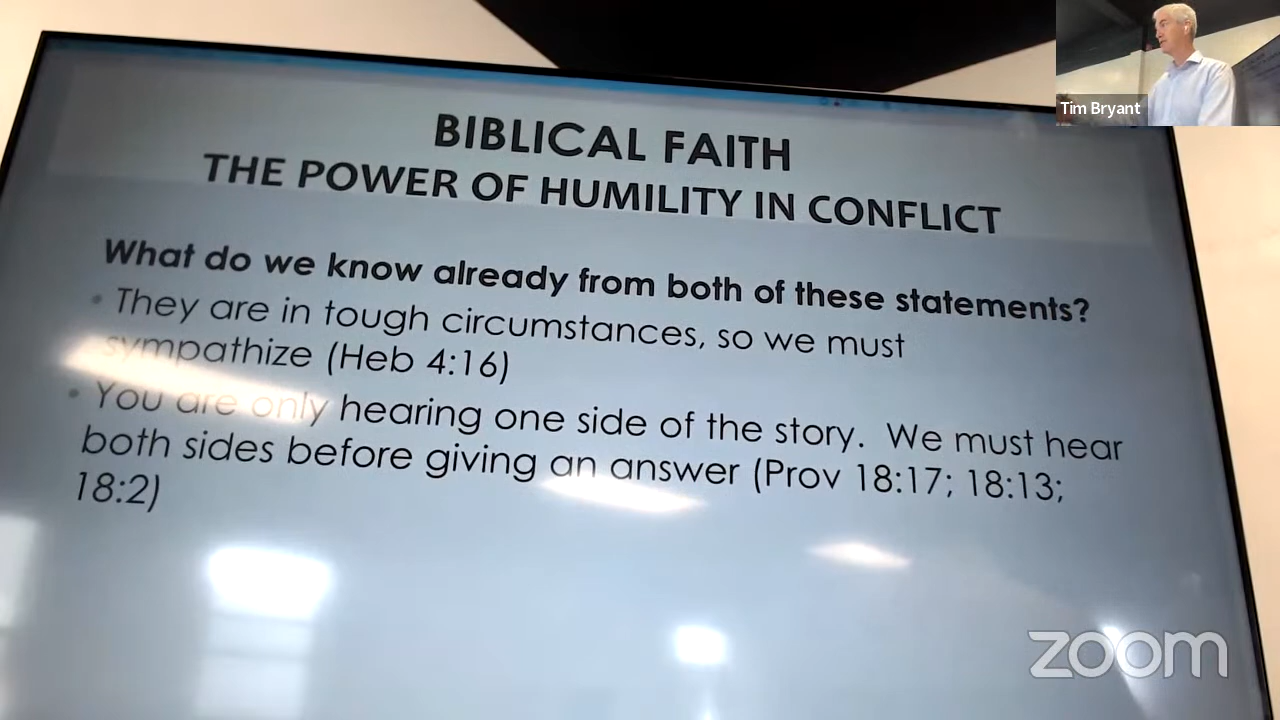 BIBLICAL FAITH
THE POWER OF HUMILITY IN CONFLICT
What do we know already from both of these statements?
• They are in tough circumstances, so we must
sympathize (Heb 4:16)
• You are only hearing one side of the story. We must hear
both sides before giving an answer (Prov 18:17; 18:13;
18:2)
Tim Bryant
zoom